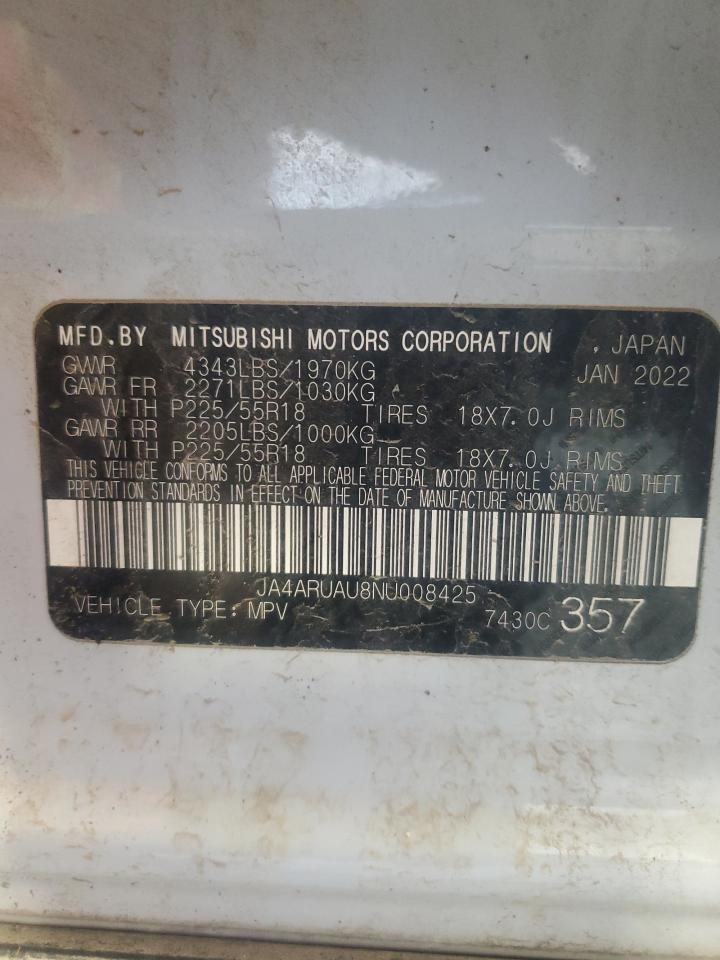 MFD.BY MITSUBISHI MOTORS CORPORATION , JAPAN
GVWR 4343LBS/1970KG JAN 2022
GAWR FR 2271LBS/1030KG
WITH P225/55R18 TIRES 18X7.0J RIMS
GAWR RR 2205LBS/1000KG
WITH P225/55R18 TIRES 18X7.0J RIMS
THIS VEHICLE CONFORMS TO ALL APPLICABLE FEDERAL MOTOR VEHICLE SAFETY AND THEFT
PREVENTION STANDARDS IN EFFECT ON THE DATE OF MANUFACTURE SHOWN ABOVE.
JA4ARUAU8NU008425
VEHICLE TYPE: MPV 7430C 357